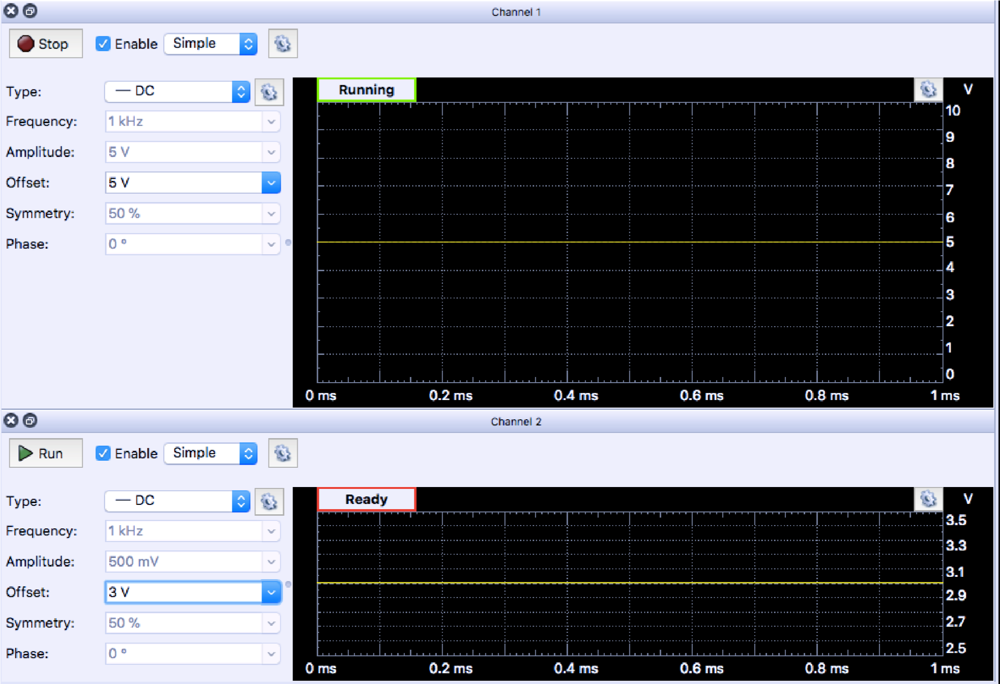 Channel 1
Stop Enable Simple
Type: — DC
Frequency: 1 kHz
Amplitude: 5 V
Offset: 5 V
Symmetry: 50 %
Phase: 0 º
Running V
10
9
8
7
6
5
4
3
2
1
0
0 ms 0.2 ms 0.4 ms 0.6 ms 0.8 ms 1 ms
Channel 2
Run Enable Simple
Type: — DC
Frequency: 1 kHz
Amplitude: 500 mV
Offset: 3 V
Symmetry: 50 %
Phase: 0 º
Ready V
3.5
3.3
3.1
2.9
2.7
2.5
0 ms 0.2 ms 0.4 ms 0.6 ms 0.8 ms 1 ms